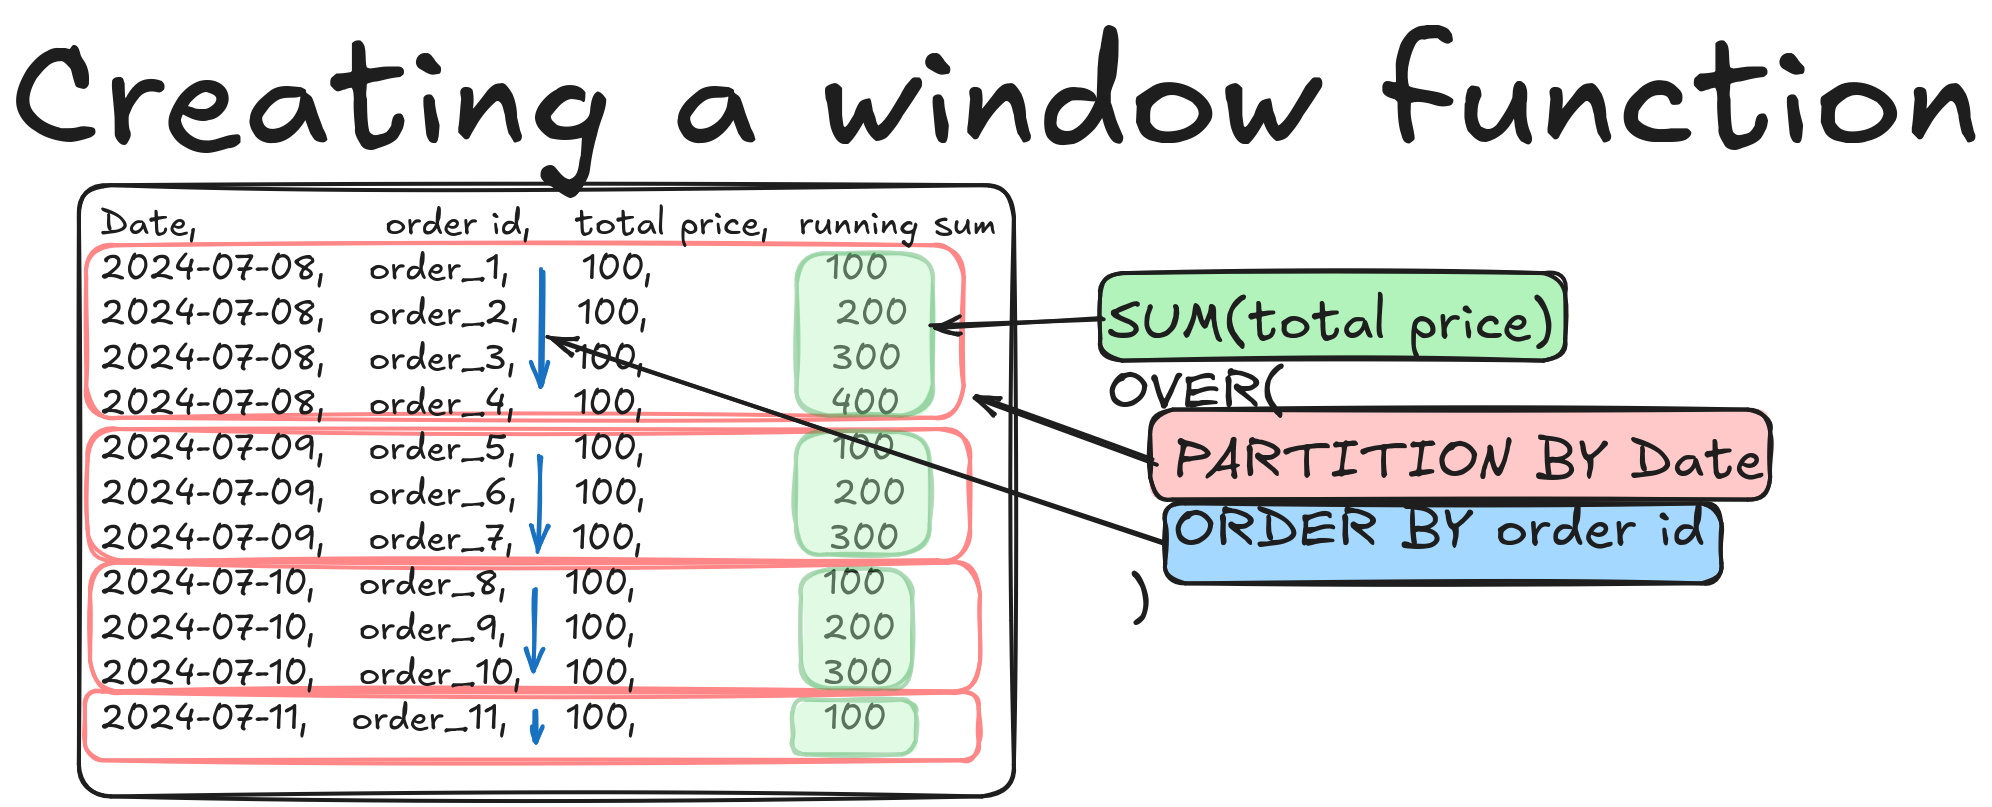 Creating a window function
Date, order id, total price, running sum
2024-07-08, order_1, 100, 100
2024-07-08, order_2, 100, 200
2024-07-08, order_3, 100, 300
2024-07-08, order_4, 100, 400
2024-07-09, order_5, 100, 100
2024-07-09, order_6, 100, 200
2024-07-09, order_7, 100, 300
2024-07-10, order_8, 100, 100
2024-07-10, order_9, 100, 200
2024-07-10, order_10, 100, 300
2024-07-11, order_11, 100, 100
SUM(total price)
OVER(
PARTITION BY Date
ORDER BY order id
)